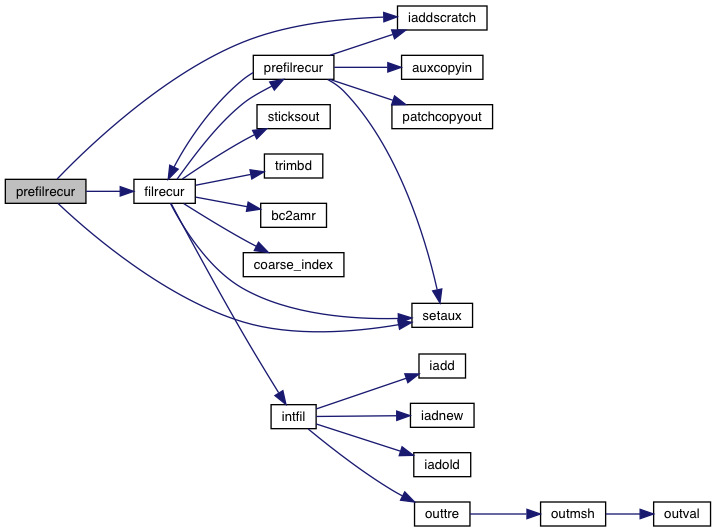 iaddscratch
prefilrecur
auxcopyin
sticksout
patchcopyout
trimbd
prefilrecur
filrecur
bc2amr
coarse_index
setaux
iadd
intfil
iadnew
iadold
outtre
outmsh
outval